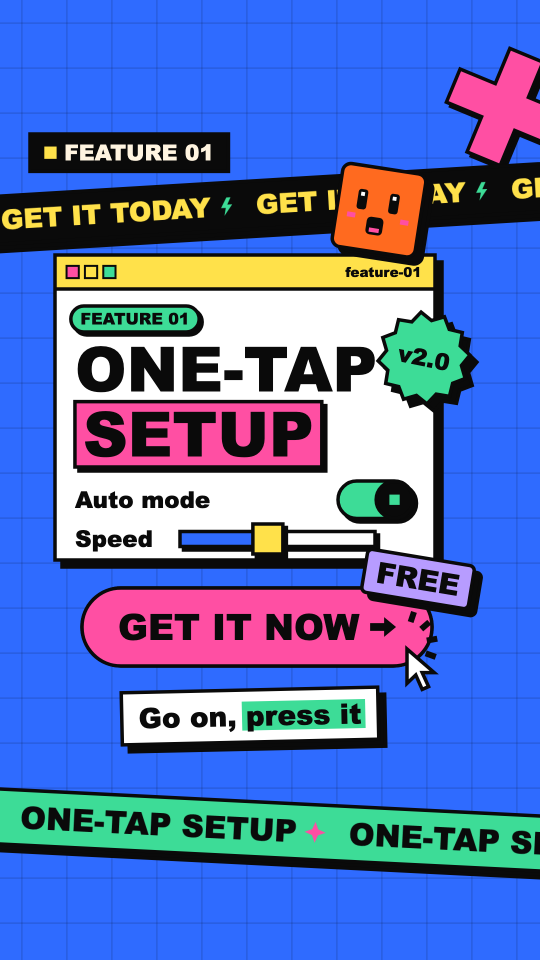 FEATURE 01
GET IT TODAY GET I AY G
feature-01
FEATURE 01
ONE-TAP
v2.0
SETUP
Auto mode
Speed
FREE
GET IT NOW
Go on, press it
ONE-TAP SETUP ONE-TAP SE